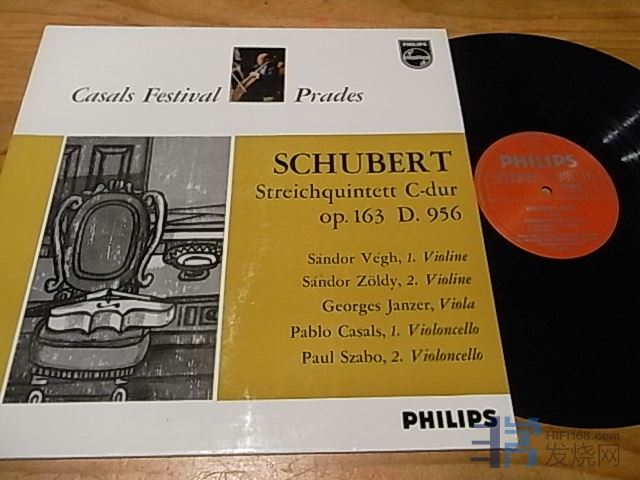 PHILIPS
Casals Festival Prades
SCHUBERT
Streichquintett C-dur
op. 163 D. 956
Sándor Végh, 1. Violine
Sándor Zöldy, 2. Violine
Georges Janzer, Viola
Pablo Casals, 1. Violoncello
Paul Szabo, 2. Violoncello
PHILIPS
PHILIPS
STEREO
HIFI168.com
发烧网